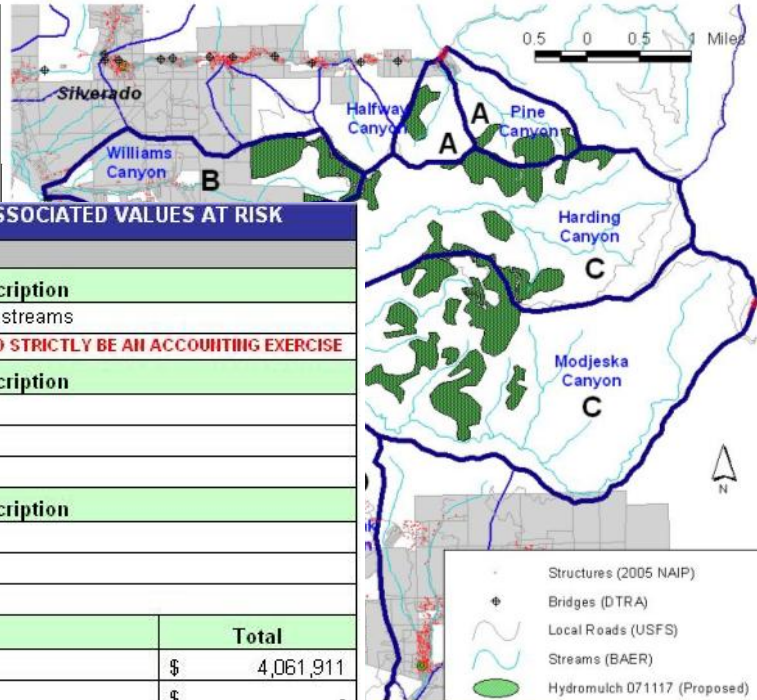 0.5 0 0.5 1 Miles
Silverado
Halfway
Canyon
A
A
Pine
Canyon
Williams
Canyon
B
Harding
Canyon
C
Modjeska
Canyon
C
N
SSOCIATED VALUES AT RISK
cription
streams
STRICTLY BE AN ACCOUNTING EXERCISE
cription
cription
Total
$ 4,061,911
$ -
Structures (2005 NAIP)
Bridges (DTRA)
Local Roads (USFS)
Streams (BAER)
Hydromulch 071117 (Proposed)